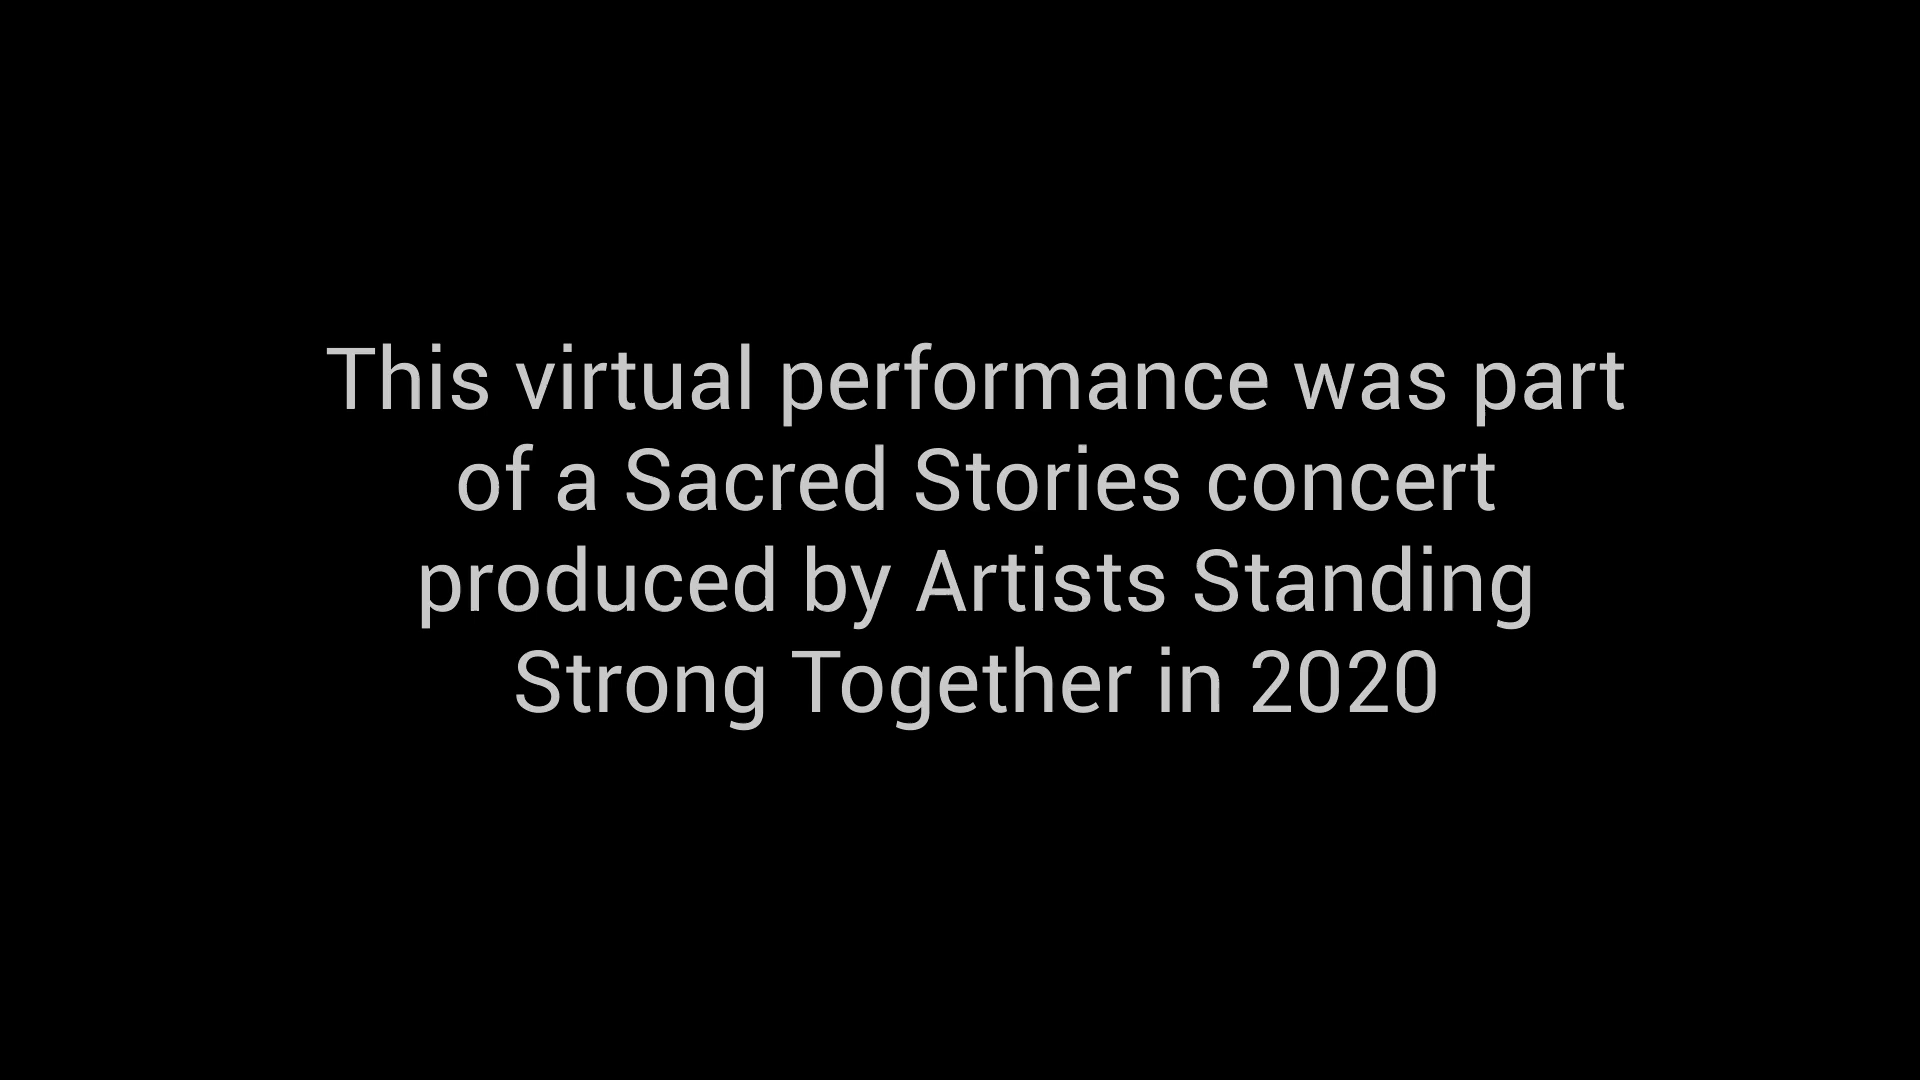 This virtual performance was part
of a Sacred Stories concert
produced by Artists Standing
Strong Together in 2020